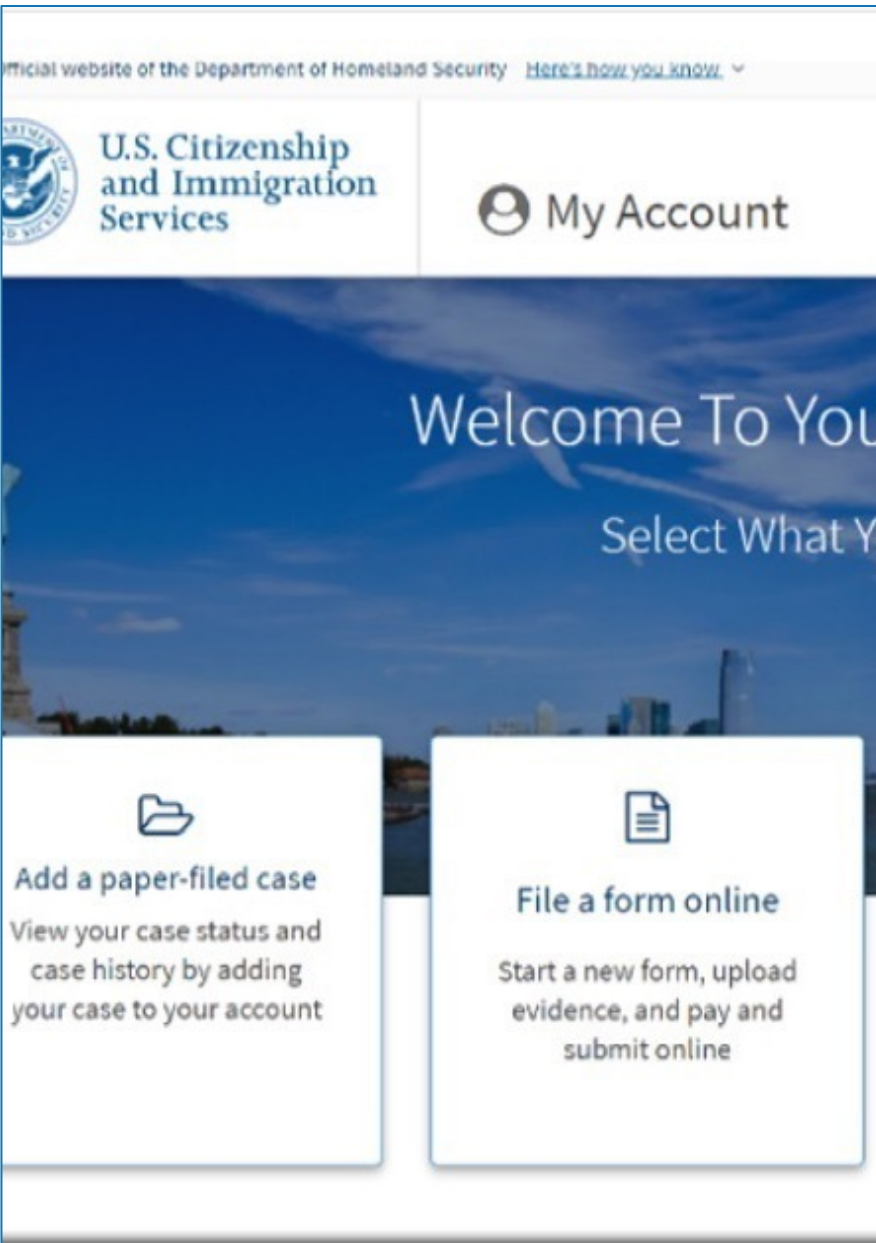 official website of the Department of Homeland Security Here's how you know
U.S. Citizenship
and Immigration
Services
My Account
Welcome To You
Select What Y
Add a paper-filed case
View your case status and
case history by adding
your case to your account
File a form online
Start a new form, upload
evidence, and pay and
submit online